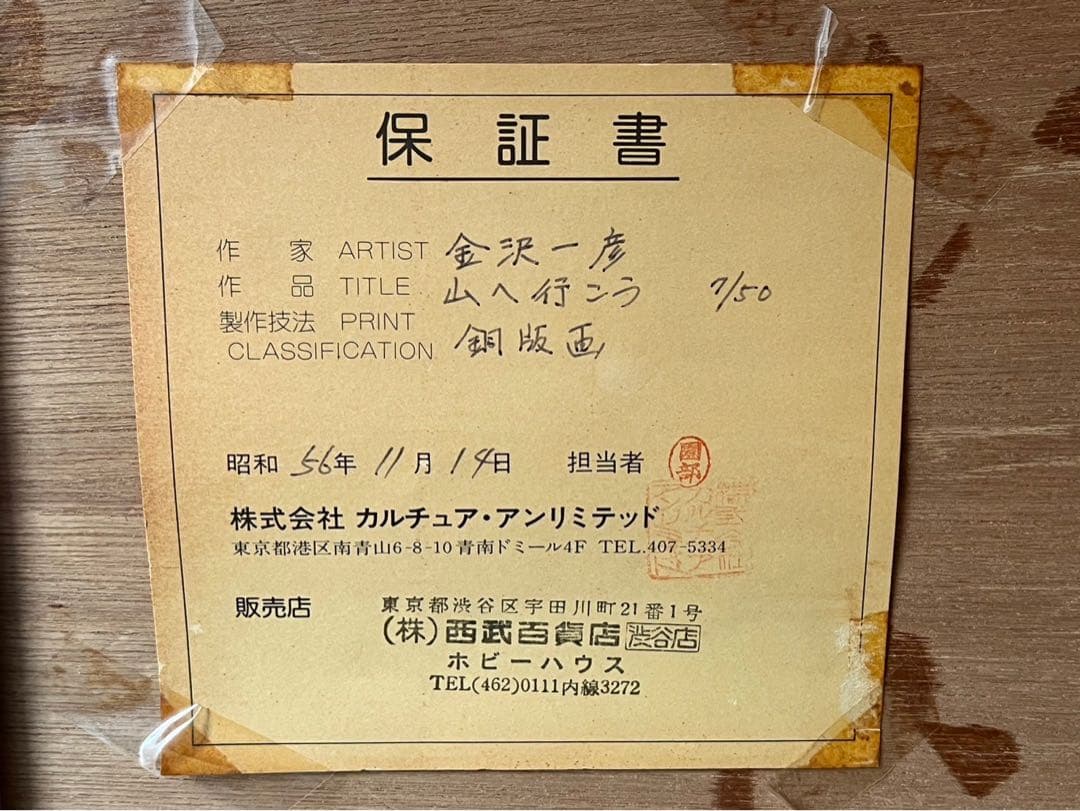 保証書
作家 ARTIST 金沢一彦
作品 TITLE 山へ行こう 7/50
製作技法 PRINT
CLASSIFICATION 銅版画
昭和 56年 11月 14日 担当者 園部
株式会社 カルチュア・アンリミテッド
東京都港区南青山6-8-10 青南ドミール4F TEL.407-5334
販売店
東京都渋谷区宇田川町21番1号
(株)西武百貨店 渋谷店
ホビーハウス
TEL(462)0111内線3272